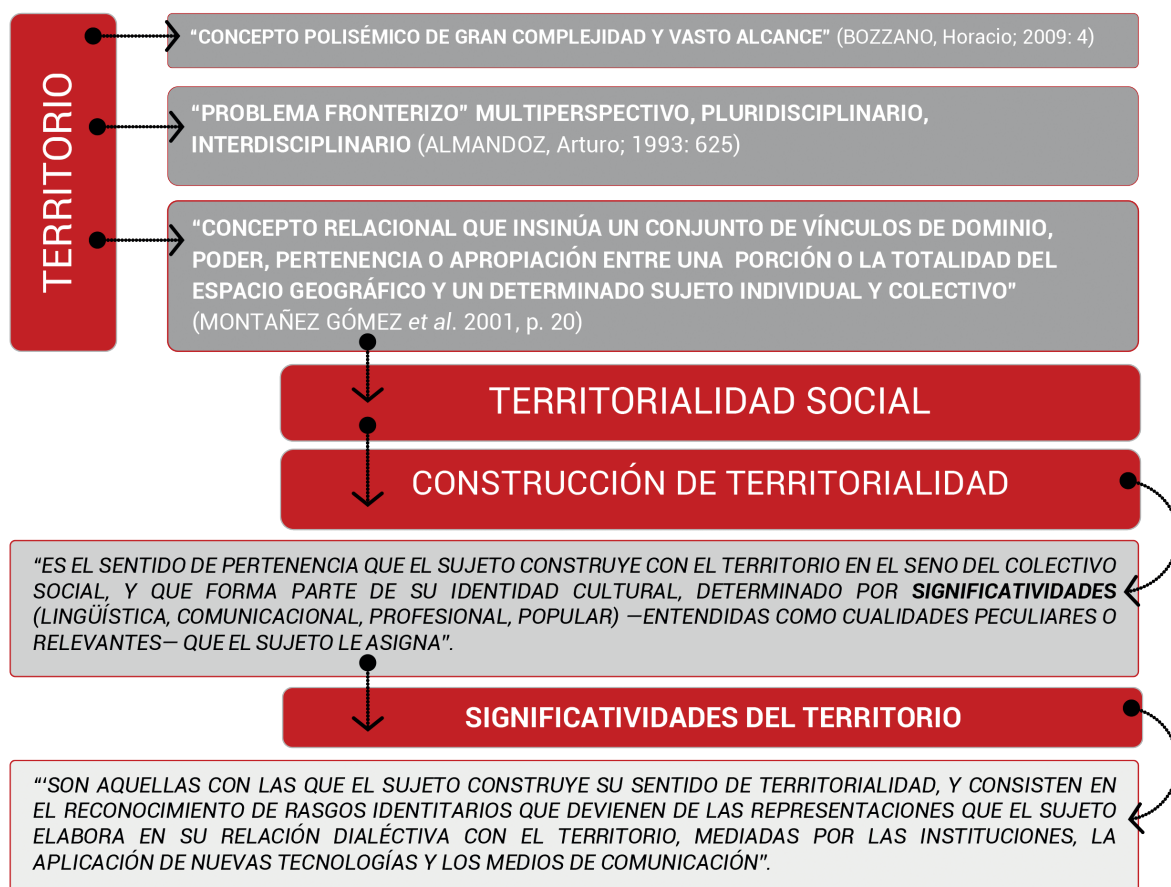 TERRITORIO
“CONCEPTO POLISÉMICO DE GRAN COMPLEJIDAD Y VASTO ALCANCE” (BOZZANO, Horacio; 2009: 4)
“PROBLEMA FRONTERIZO” MULTIPERSPECTIVO, PLURIDISCIPLINARIO,
INTERDISCIPLINARIO (ALMANDOZ, Arturo; 1993: 625)
“CONCEPTO RELACIONAL QUE INSINÚA UN CONJUNTO DE VÍNCULOS DE DOMINIO,
PODER, PERTENENCIA O APROPIACIÓN ENTRE UNA PORCIÓN O LA TOTALIDAD DEL
ESPACIO GEOGRÁFICO Y UN DETERMINADO SUJETO INDIVIDUAL Y COLECTIVO”
(MONTAÑEZ GÓMEZ et al. 2001, p. 20)
TERRITORIALIDAD SOCIAL
CONSTRUCCIÓN DE TERRITORIALIDAD
“ES EL SENTIDO DE PERTENENCIA QUE EL SUJETO CONSTRUYE CON EL TERRITORIO EN EL SENO DEL COLECTIVO
SOCIAL, Y QUE FORMA PARTE DE SU IDENTIDAD CULTURAL, DETERMINADO POR SIGNIFICATIVIDADES
(LINGÜÍSTICA, COMUNICACIONAL, PROFESIONAL, POPULAR) —ENTENDIDAS COMO CUALIDADES PECULIARES O
RELEVANTES— QUE EL SUJETO LE ASIGNA”.
SIGNIFICATIVIDADES DEL TERRITORIO
“‘SON AQUELLAS CON LAS QUE EL SUJETO CONSTRUYE SU SENTIDO DE TERRITORIALIDAD, Y CONSISTEN EN
EL RECONOCIMIENTO DE RASGOS IDENTITARIOS QUE DEVIENEN DE LAS REPRESENTACIONES QUE EL SUJETO
ELABORA EN SU RELACIÓN DIALÉCTIVA CON EL TERRITORIO, MEDIADAS POR LAS INSTITUCIONES, LA
APLICACIÓN DE NUEVAS TECNOLOGÍAS Y LOS MEDIOS DE COMUNICACIÓN”.